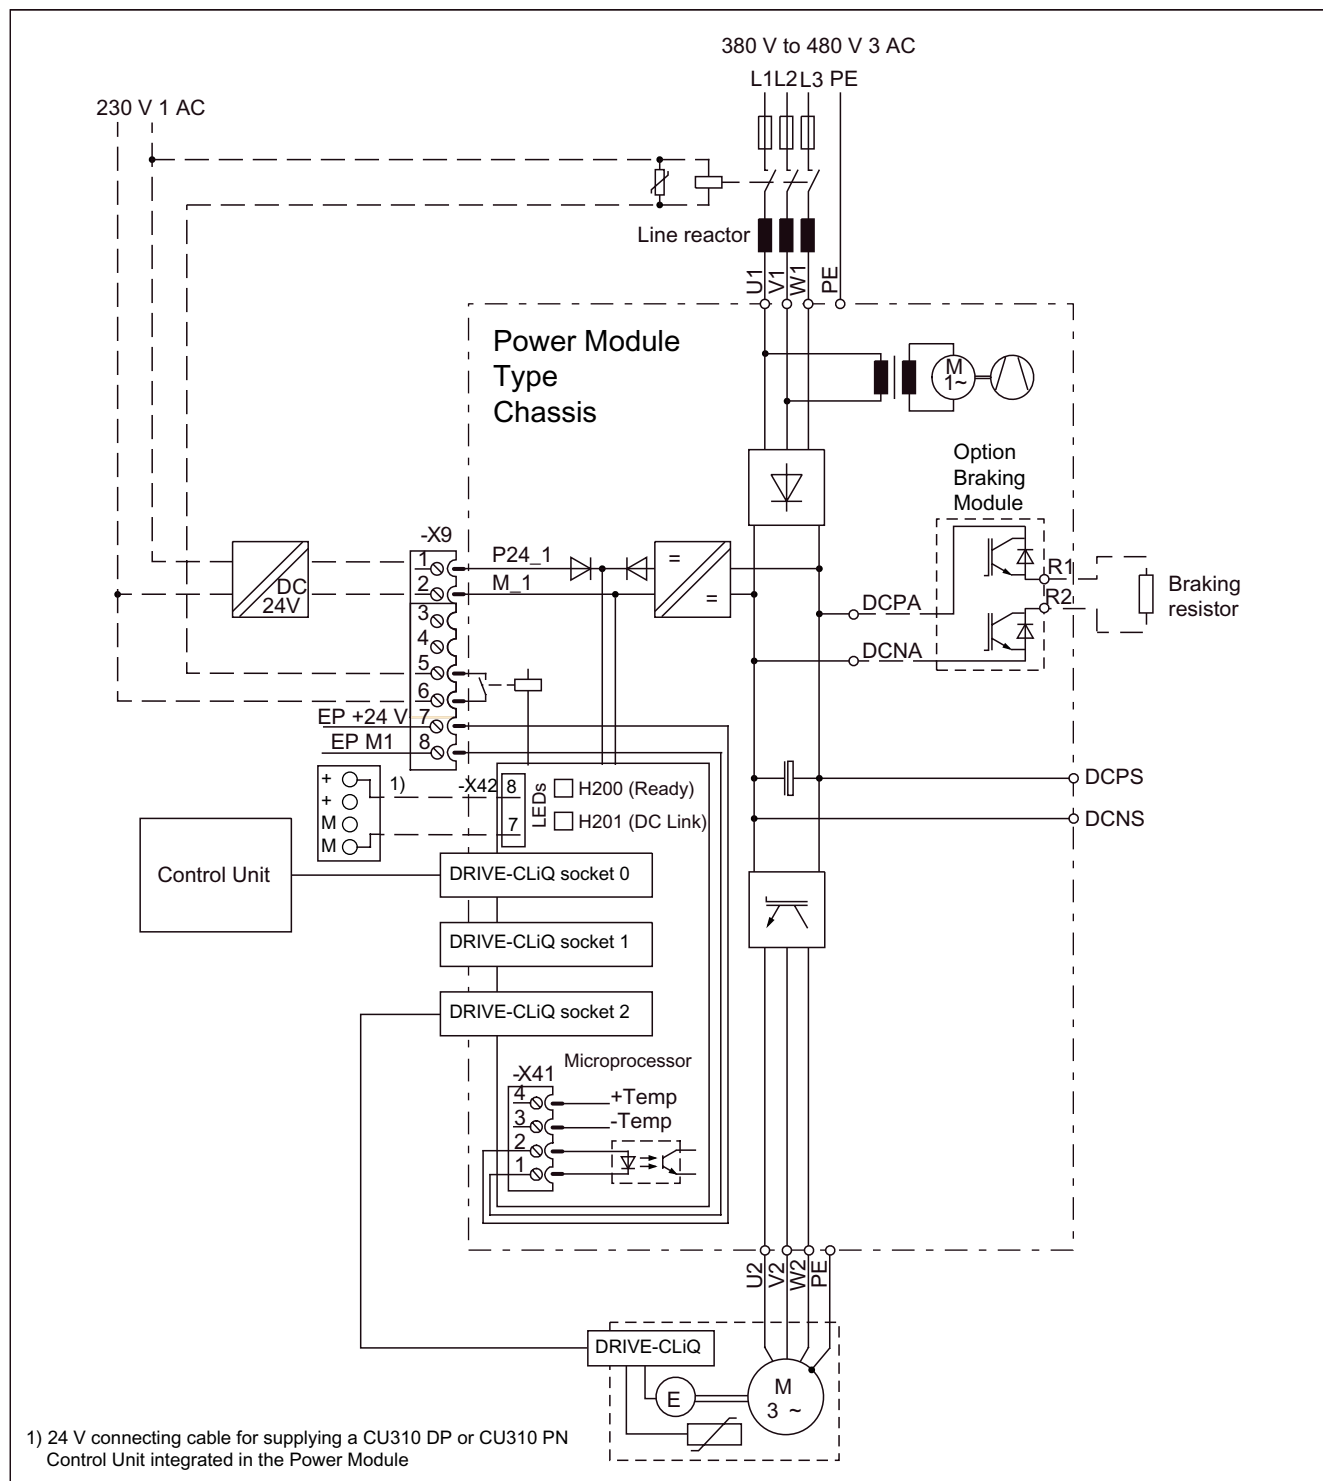 380 V to 480 V 3 AC
L1 L2 L3 PE
230 V 1 AC
Line reactor
U1
V1
W1
PE
Power Module
Type
Chassis
M
1~
Option
Braking
Module
-X9
1
2
3
4
5
6
7
8
P24_1
M_1
DC
24V
=
=
R1
R2
Braking
resistor
DCPA
DCNA
EP +24 V
EP M1
+
+
M
M
1)
-X42
8
7
LEDs
H200 (Ready)
H201 (DC Link)
DCPS
DCNS
Control Unit
DRIVE-CLiQ socket 0
DRIVE-CLiQ socket 1
DRIVE-CLiQ socket 2
Microprocessor
-X41
4
3
2
1
+Temp
-Temp
U2
V2
W2
PE
DRIVE-CLiQ
E
M
3 ~
1) 24 V connecting cable for supplying a CU310 DP or CU310 PN
Control Unit integrated in the Power Module